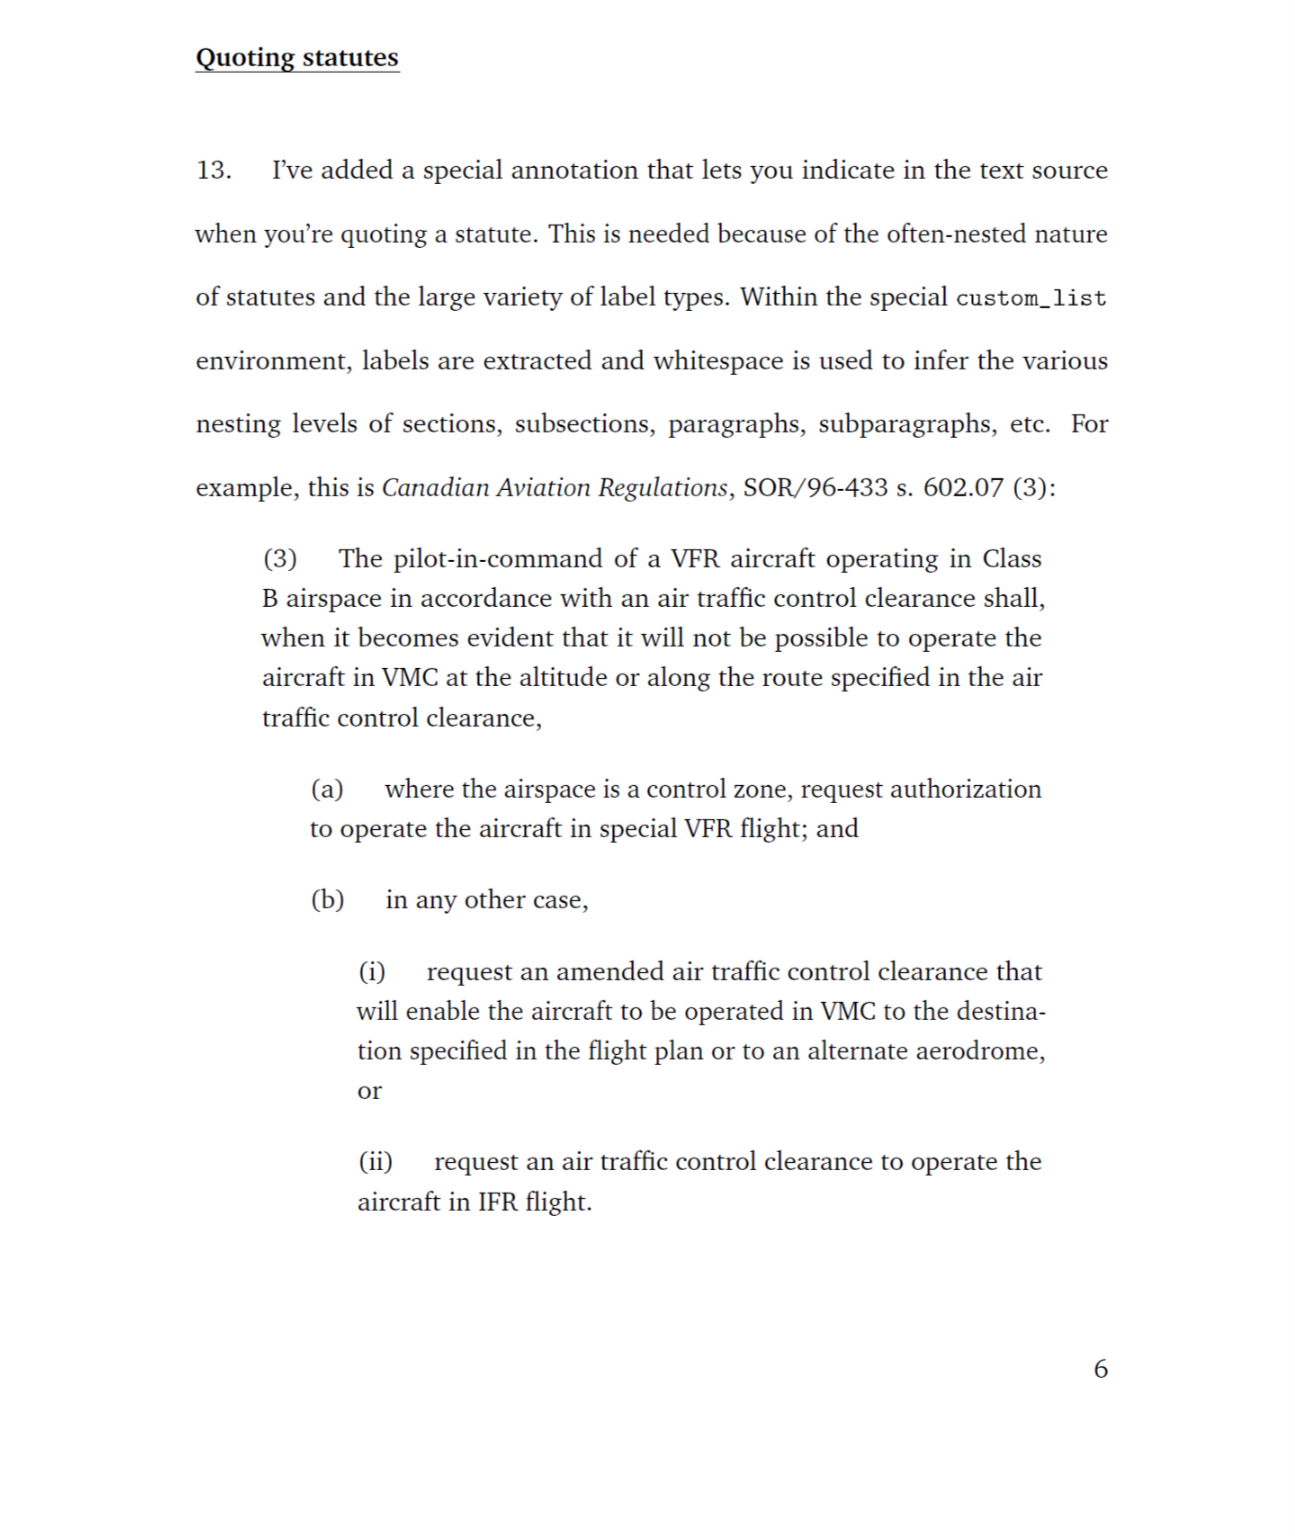 Quoting statutes
13. I’ve added a special annotation that lets you indicate in the text source
when you’re quoting a statute. This is needed because of the often-nested nature
of statutes and the large variety of label types. Within the special custom_list
environment, labels are extracted and whitespace is used to infer the various
nesting levels of sections, subsections, paragraphs, subparagraphs, etc. For
example, this is Canadian Aviation Regulations, SOR/96-433 s. 602.07 (3):
(3) The pilot-in-command of a VFR aircraft operating in Class
B airspace in accordance with an air traffic control clearance shall,
when it becomes evident that it will not be possible to operate the
aircraft in VMC at the altitude or along the route specified in the air
traffic control clearance,
(a) where the airspace is a control zone, request authorization
to operate the aircraft in special VFR flight; and
(b) in any other case,
(i) request an amended air traffic control clearance that
will enable the aircraft to be operated in VMC to the destina-
tion specified in the flight plan or to an alternate aerodrome,
or
(ii) request an air traffic control clearance to operate the
aircraft in IFR flight.
6